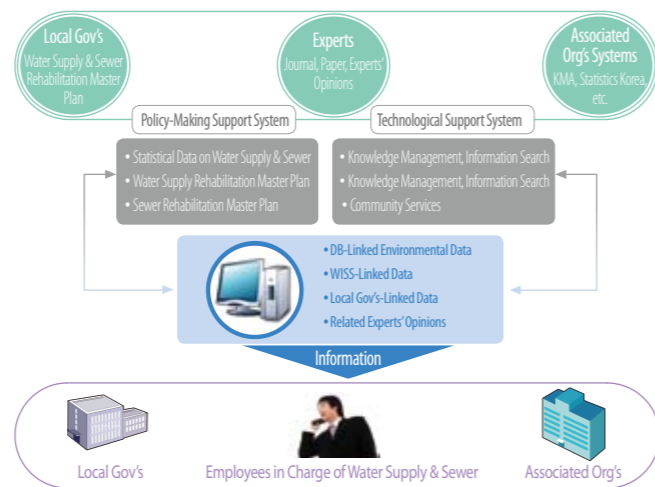 Local Gov's
Water Supply & Sewer
Rehabilitation Master
Plan
Experts
Journal, Paper, Experts'
Opinions
Associated
Org's Systems
KMA, Statistics Korea,
etc.
Policy-Making Support System
• Statistical Data on Water Supply & Sewer
• Water Supply Rehabilitation Master Plan
• Sewer Rehabilitation Master Plan
Technological Support System
• Knowledge Management, Information Search
• Knowledge Management, Information Search
• Community Services
• DB-Linked Environmental Data
• WISS-Linked Data
• Local Gov's-Linked Data
• Related Experts' Opinions
Information
Local Gov's
Employees in Charge of Water Supply & Sewer
Associated Org's